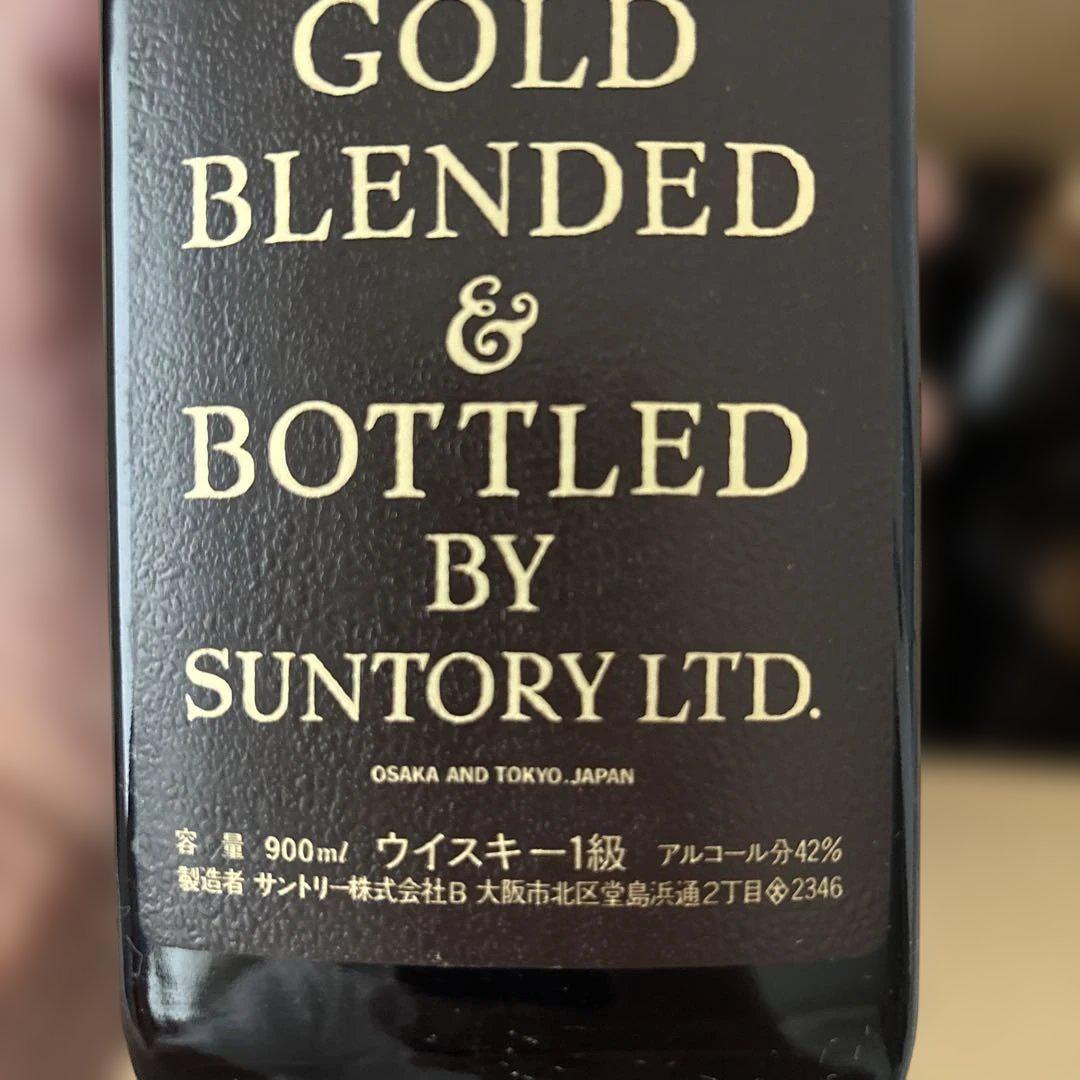 GOLD
BLENDED
&
BOTTLED
BY
SUNTORY LTD.
OSAKA AND TOKYO.JAPAN
容量 900ml ウイスキー1級 アルコール分42%
製造者 サントリー株式会社B 大阪市北区堂島浜通2丁目 2346